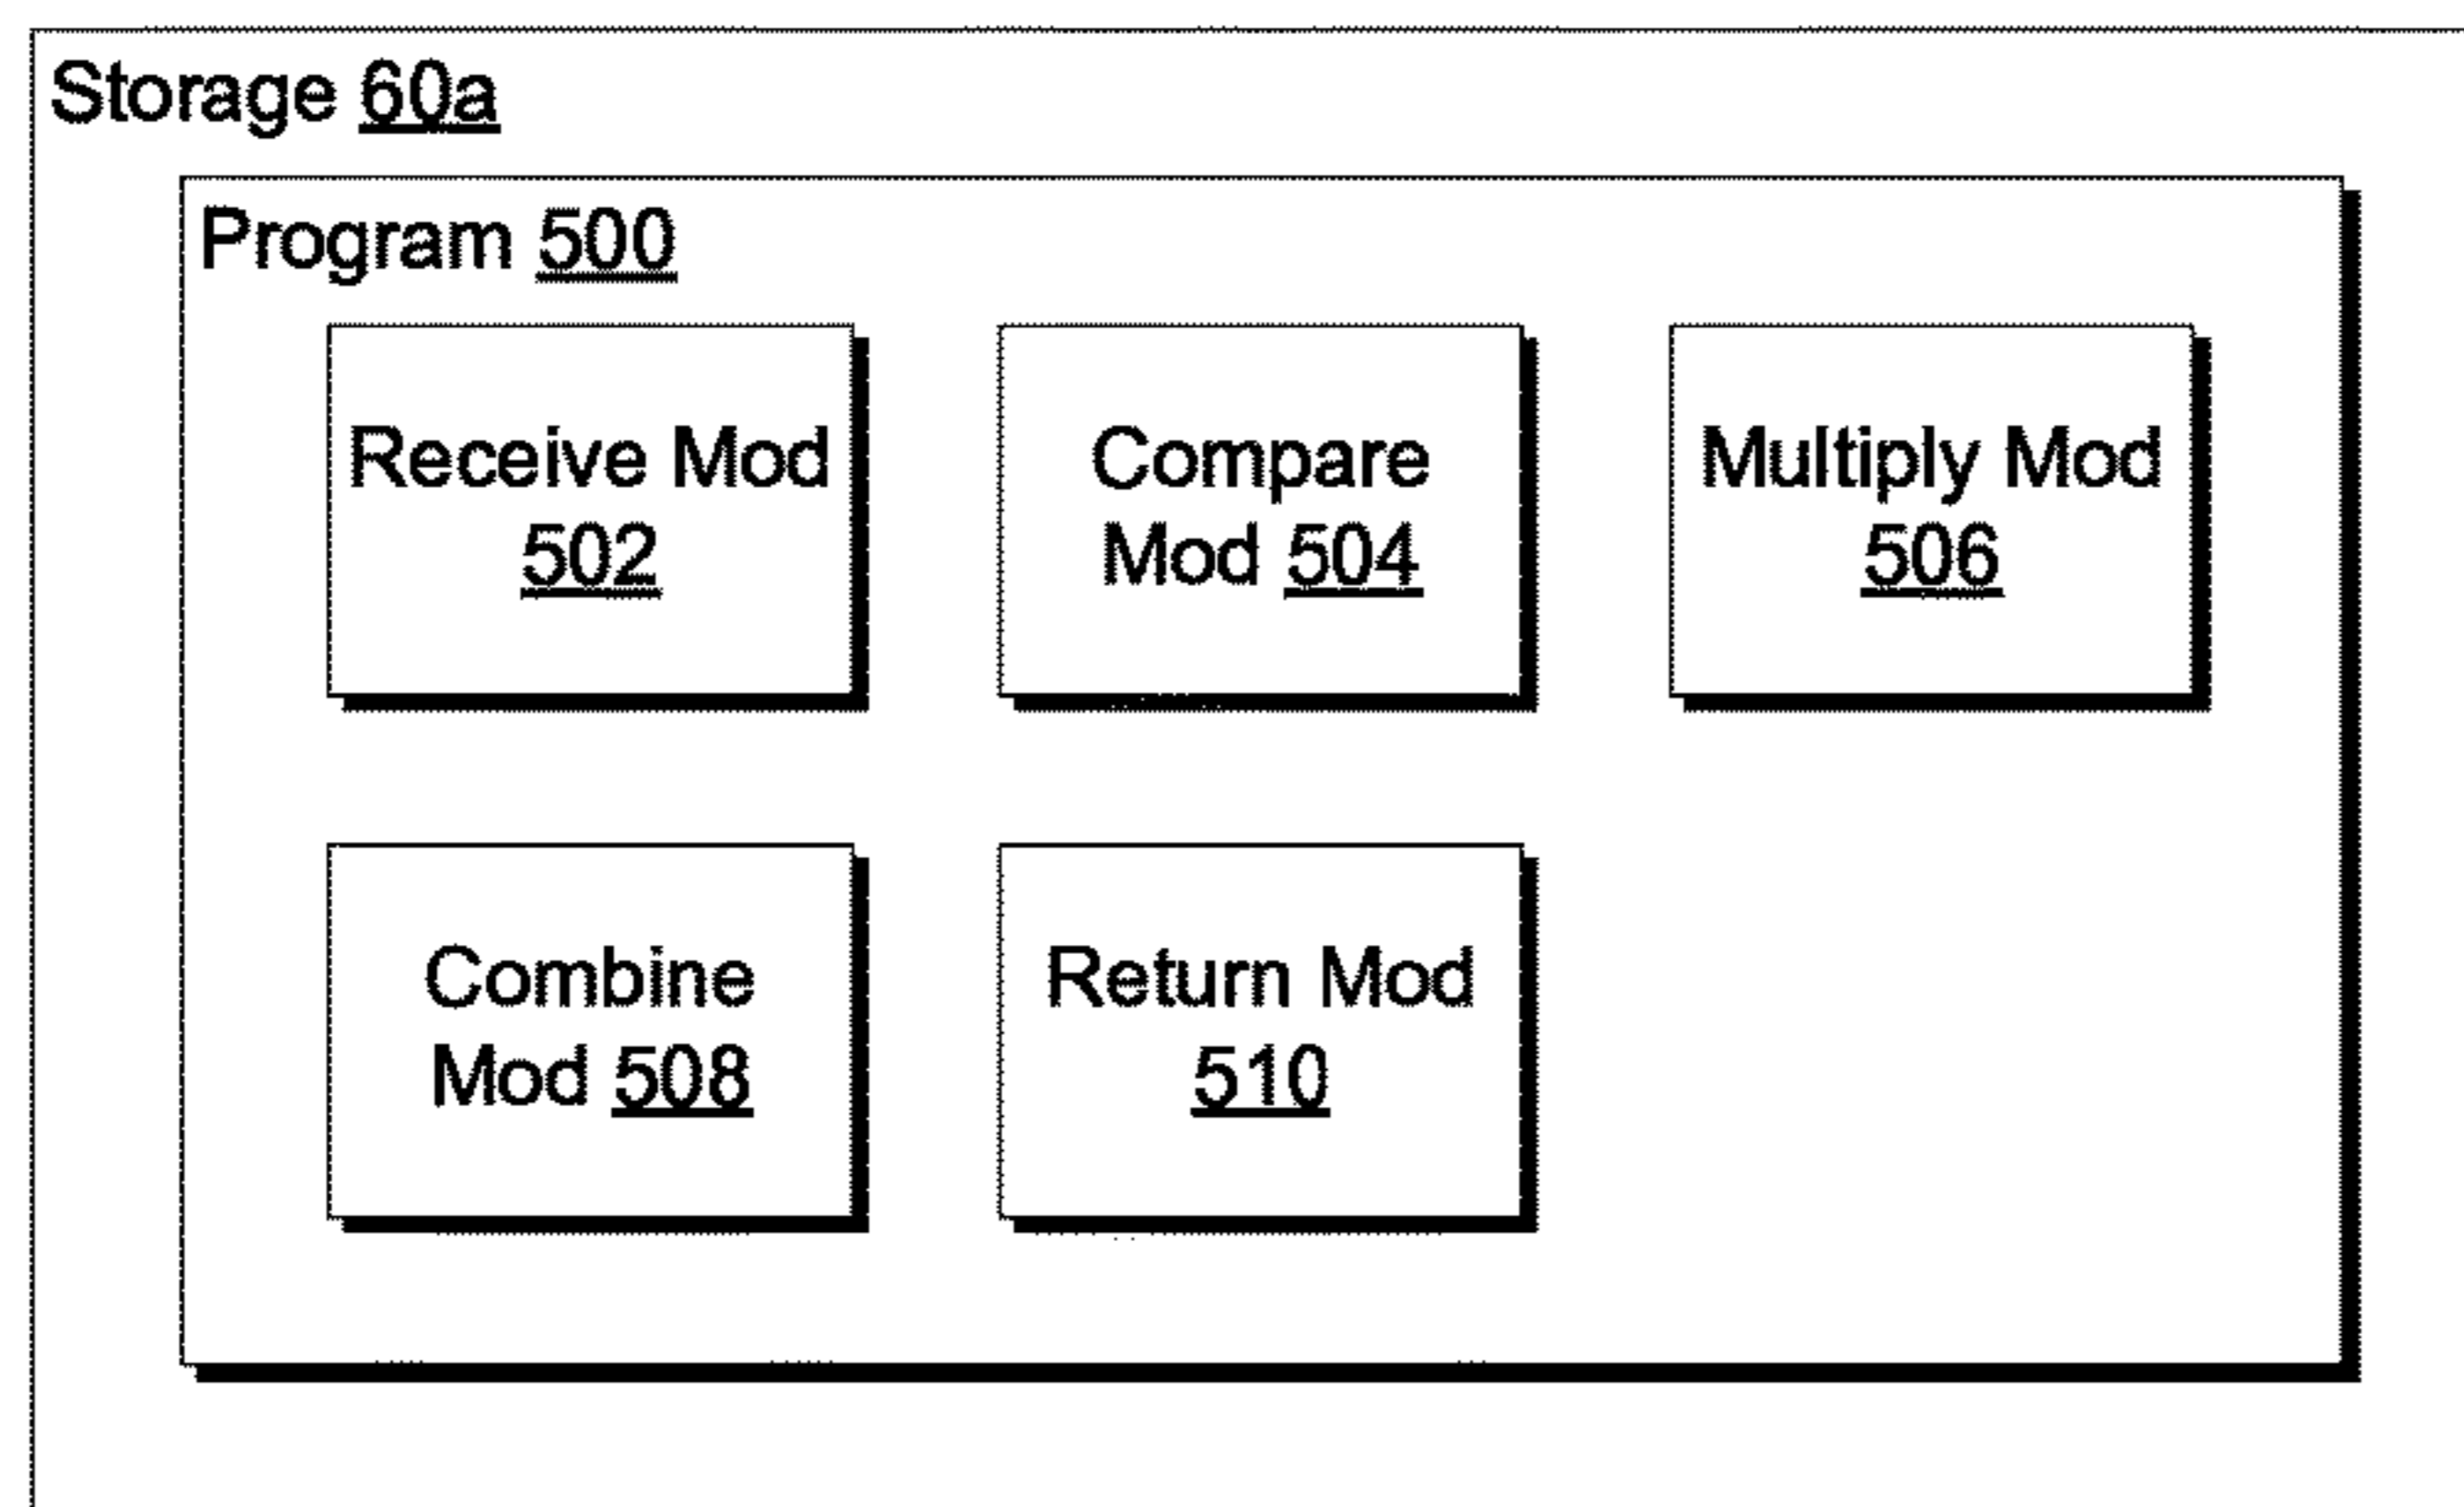 Storage 60a
Program 500
Receive Mod
502
Compare
Mod 504
Multiply Mod
506
Combine
Mod 508
Return Mod
510